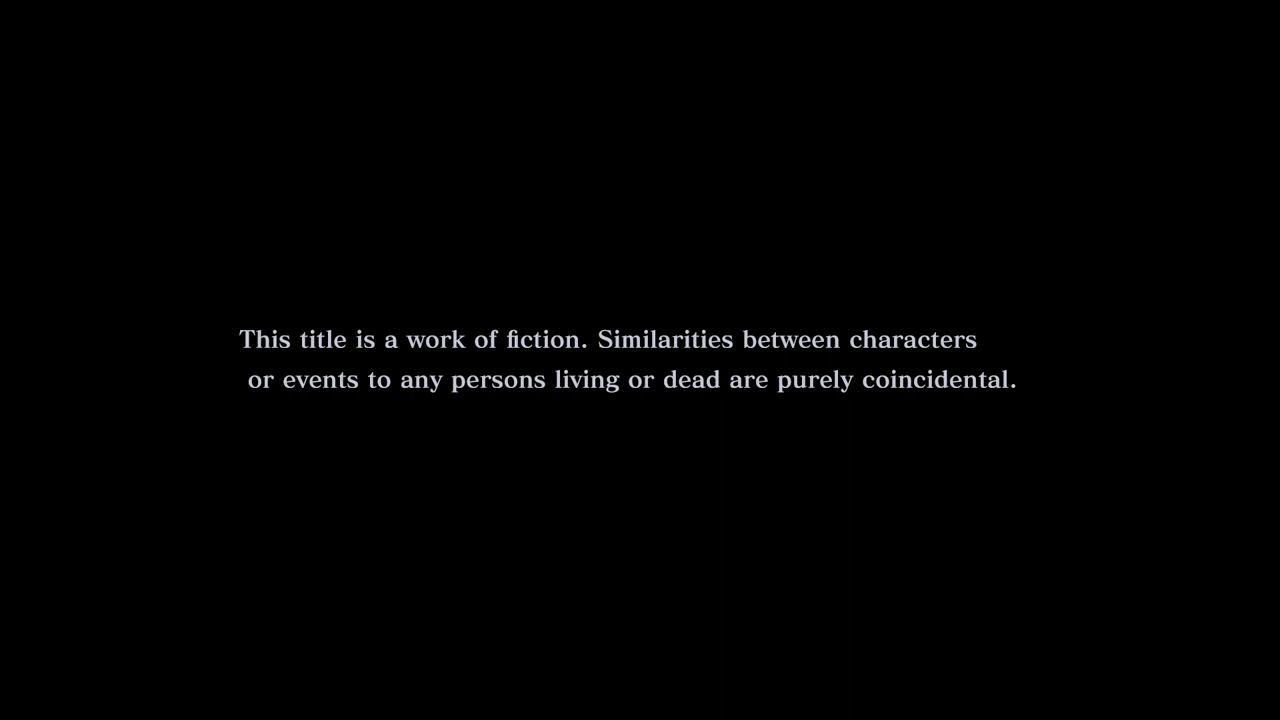 This title is a work of fiction. Similarities between characters
or events to any persons living or dead are purely coincidental.